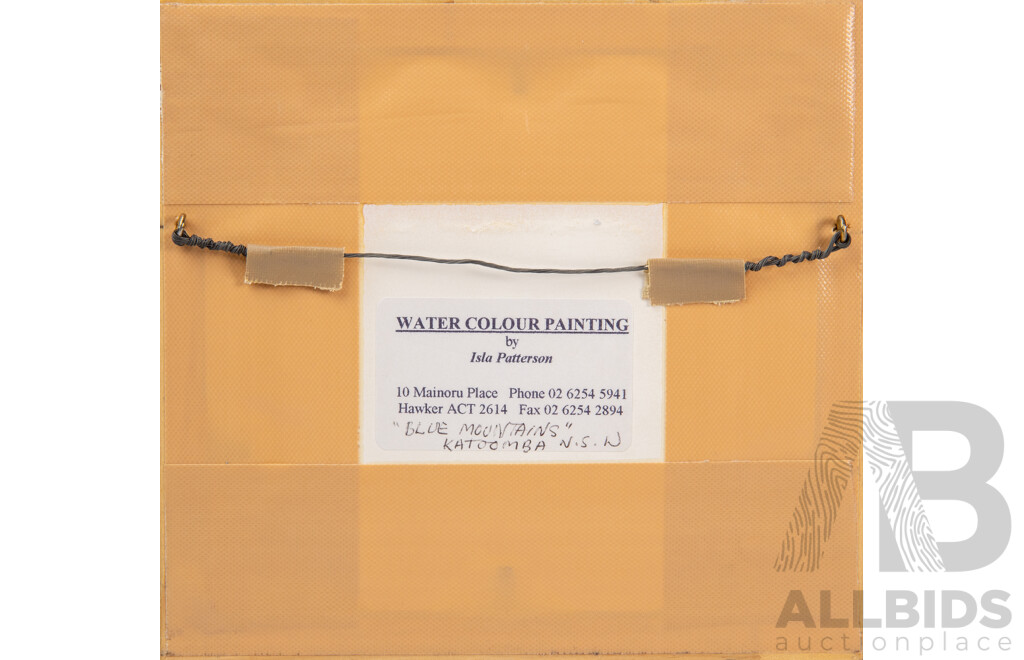 WATER COLOUR PAINTING
by
Isla Patterson
10 Mainoru Place Phone 02 6254 5941
Hawker ACT 2614 Fax 02 6254 2894
"BLUE MOUNTAINS"
KATOOMBA N.S.W
AB
ALLBIDS
auctionplace